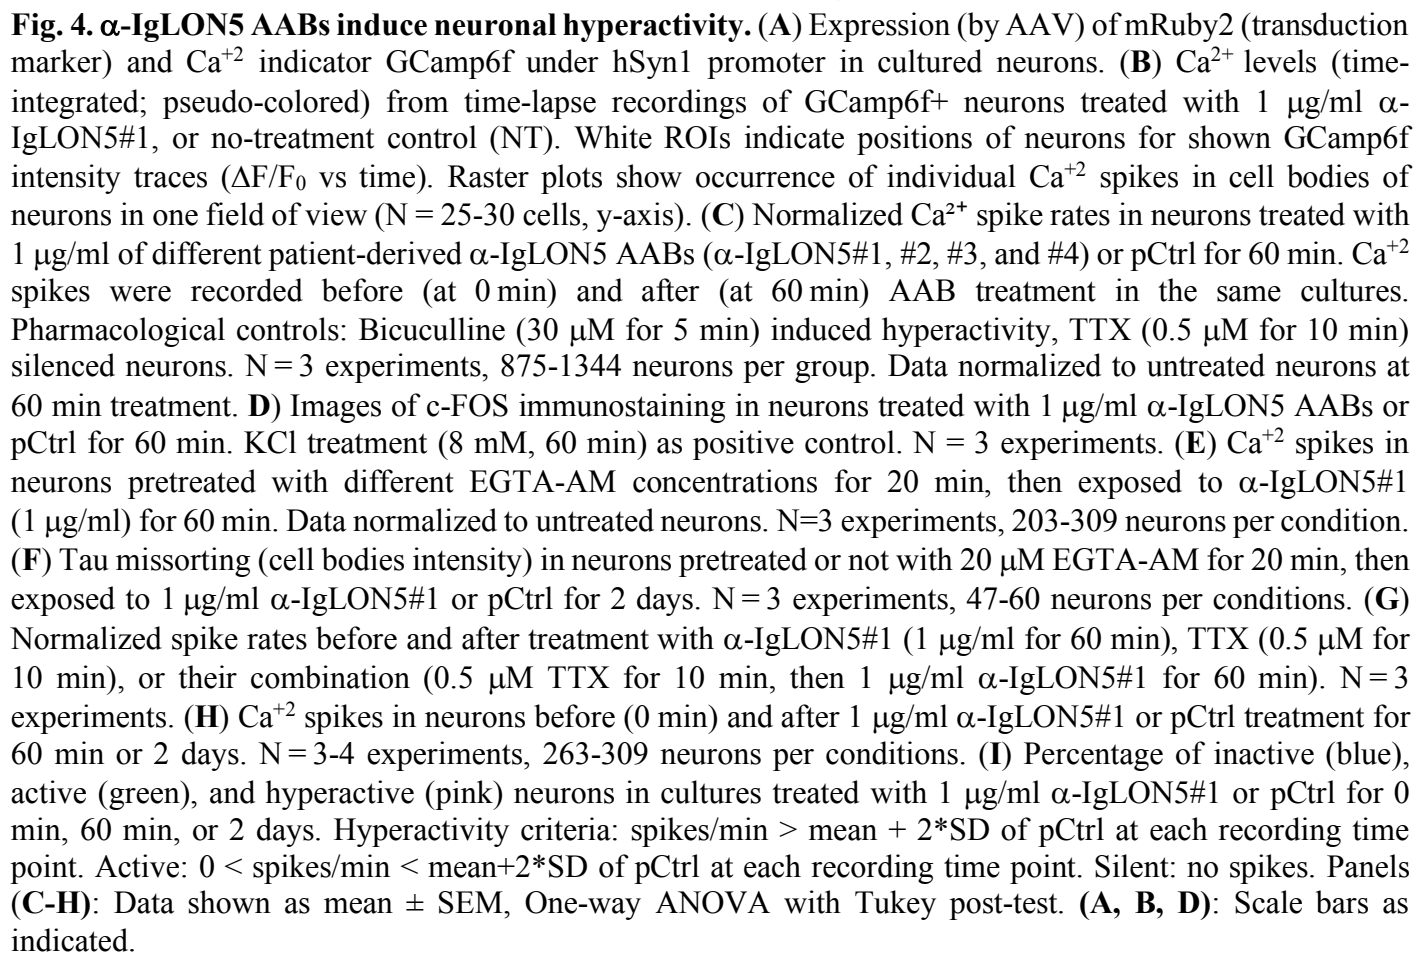 Fig. 4. α-IgLON5 AABs induce neuronal hyperactivity. (A) Expression (by AAV) of mRuby2 (transduction
marker) and Ca⁺² indicator GCamp6f under hSyn1 promoter in cultured neurons. (B) Ca²⁺ levels (time-
integrated; pseudo-colored) from time-lapse recordings of GCamp6f+ neurons treated with 1 μg/ml α-
IgLON5#1, or no-treatment control (NT). White ROIs indicate positions of neurons for shown GCamp6f
intensity traces (ΔF/F₀ vs time). Raster plots show occurrence of individual Ca⁺² spikes in cell bodies of
neurons in one field of view (N = 25-30 cells, y-axis). (C) Normalized Ca²⁺ spike rates in neurons treated with
1 μg/ml of different patient-derived α-IgLON5 AABs (α-IgLON5#1, #2, #3, and #4) or pCtrl for 60 min. Ca⁺²
spikes were recorded before (at 0 min) and after (at 60 min) AAB treatment in the same cultures.
Pharmacological controls: Bicuculline (30 μM for 5 min) induced hyperactivity, TTX (0.5 μM for 10 min)
silenced neurons. N = 3 experiments, 875-1344 neurons per group. Data normalized to untreated neurons at
60 min treatment. D) Images of c-FOS immunostaining in neurons treated with 1 μg/ml α-IgLON5 AABs or
pCtrl for 60 min. KCl treatment (8 mM, 60 min) as positive control. N = 3 experiments. (E) Ca⁺² spikes in
neurons pretreated with different EGTA-AM concentrations for 20 min, then exposed to α-IgLON5#1
(1 μg/ml) for 60 min. Data normalized to untreated neurons. N=3 experiments, 203-309 neurons per condition.
(F) Tau missorting (cell bodies intensity) in neurons pretreated or not with 20 μM EGTA-AM for 20 min, then
exposed to 1 μg/ml α-IgLON5#1 or pCtrl for 2 days. N = 3 experiments, 47-60 neurons per conditions. (G)
Normalized spike rates before and after treatment with α-IgLON5#1 (1 μg/ml for 60 min), TTX (0.5 μM for
10 min), or their combination (0.5 μM TTX for 10 min, then 1 μg/ml α-IgLON5#1 for 60 min). N = 3
experiments. (H) Ca⁺² spikes in neurons before (0 min) and after 1 μg/ml α-IgLON5#1 or pCtrl treatment for
60 min or 2 days. N = 3-4 experiments, 263-309 neurons per conditions. (I) Percentage of inactive (blue),
active (green), and hyperactive (pink) neurons in cultures treated with 1 μg/ml α-IgLON5#1 or pCtrl for 0
min, 60 min, or 2 days. Hyperactivity criteria: spikes/min > mean + 2*SD of pCtrl at each recording time
point. Active: 0 < spikes/min < mean+2*SD of pCtrl at each recording time point. Silent: no spikes. Panels
(C-H): Data shown as mean ± SEM, One-way ANOVA with Tukey post-test. (A, B, D): Scale bars as
indicated.